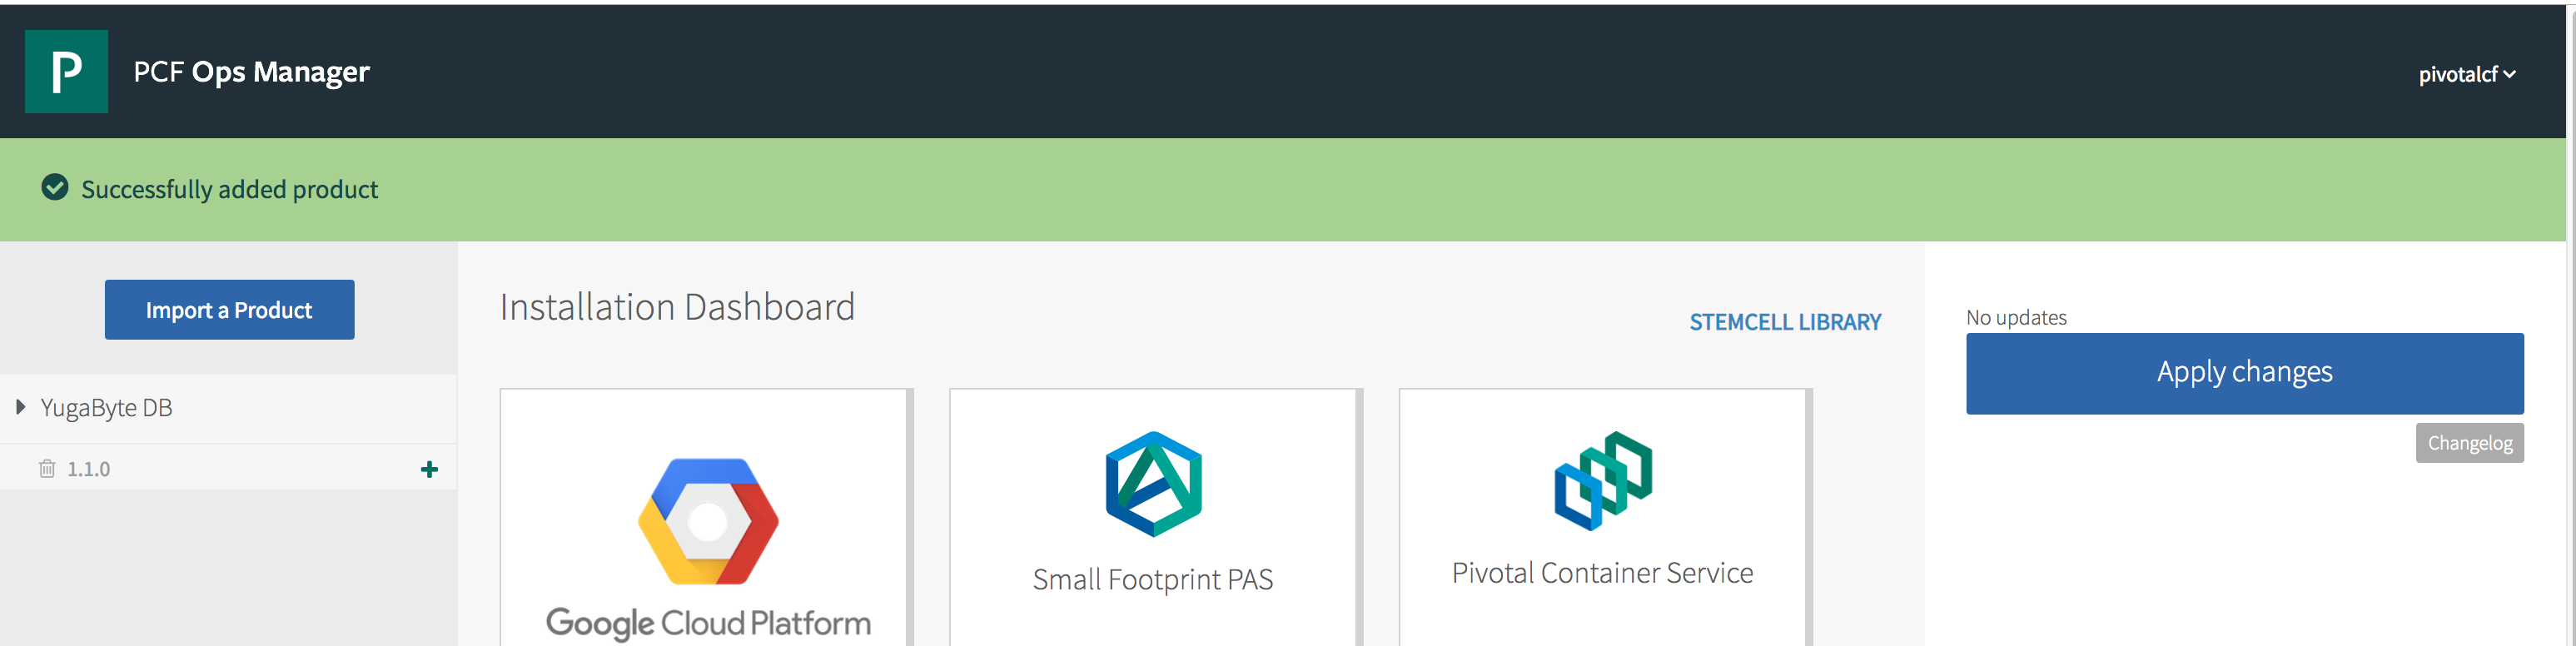 P
PCF Ops Manager
pivotalcf
Successfully added product
Import a Product
YugaByte DB
1.1.0
Installation Dashboard
STEMCELL LIBRARY
Google Cloud Platform
Small Footprint PAS
Pivotal Container Service
No updates
Apply changes
Changelog